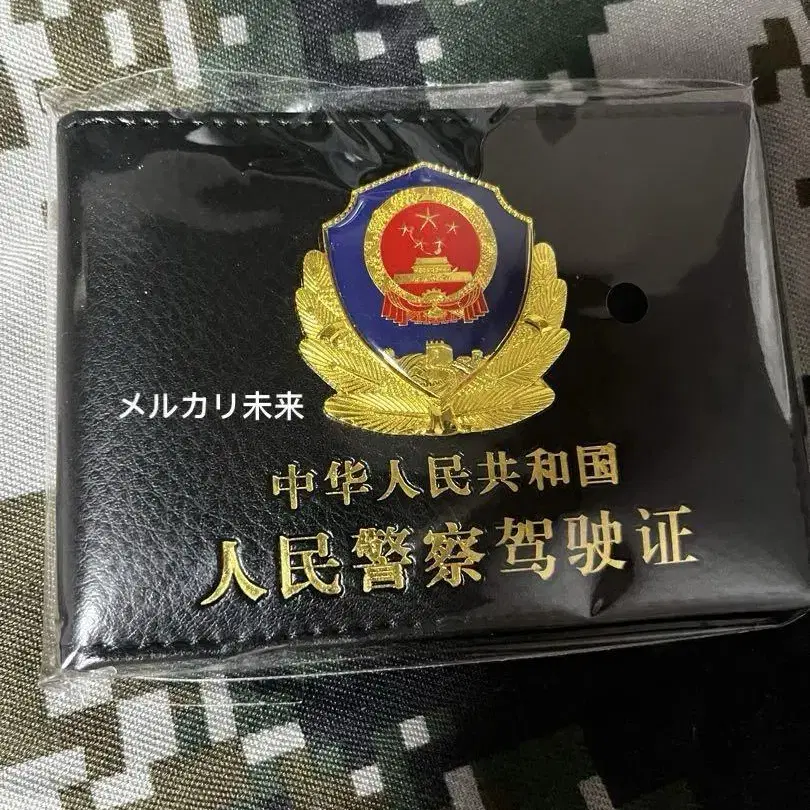 メルカリ未来
中华人民共和国
人民警察驾驶证